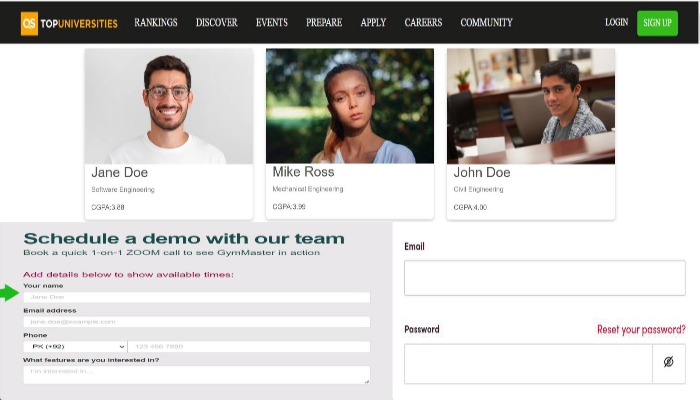 QS TOPUNIVERSITIES RANKINGS DISCOVER EVENTS PREPARE APPLY CAREERS COMMUNITY LOGIN SIGN UP
Jane Doe
Software Engineering
CGPA:3.88
Mike Ross
Mechanical Engineering
CGPA:3.99
John Doe
Civil Engineering
CGPA:4.00
Schedule a demo with our team
Book a quick 1-on-1 ZOOM call to see GymMaster in action
Add details below to show available times:
Your name
Jane Doe
Email address
jane.doe@example.com
Phone
PK (+92) 123 456 7890
What features are you interested in?
I'm interested in...
Email
Password Reset your password?